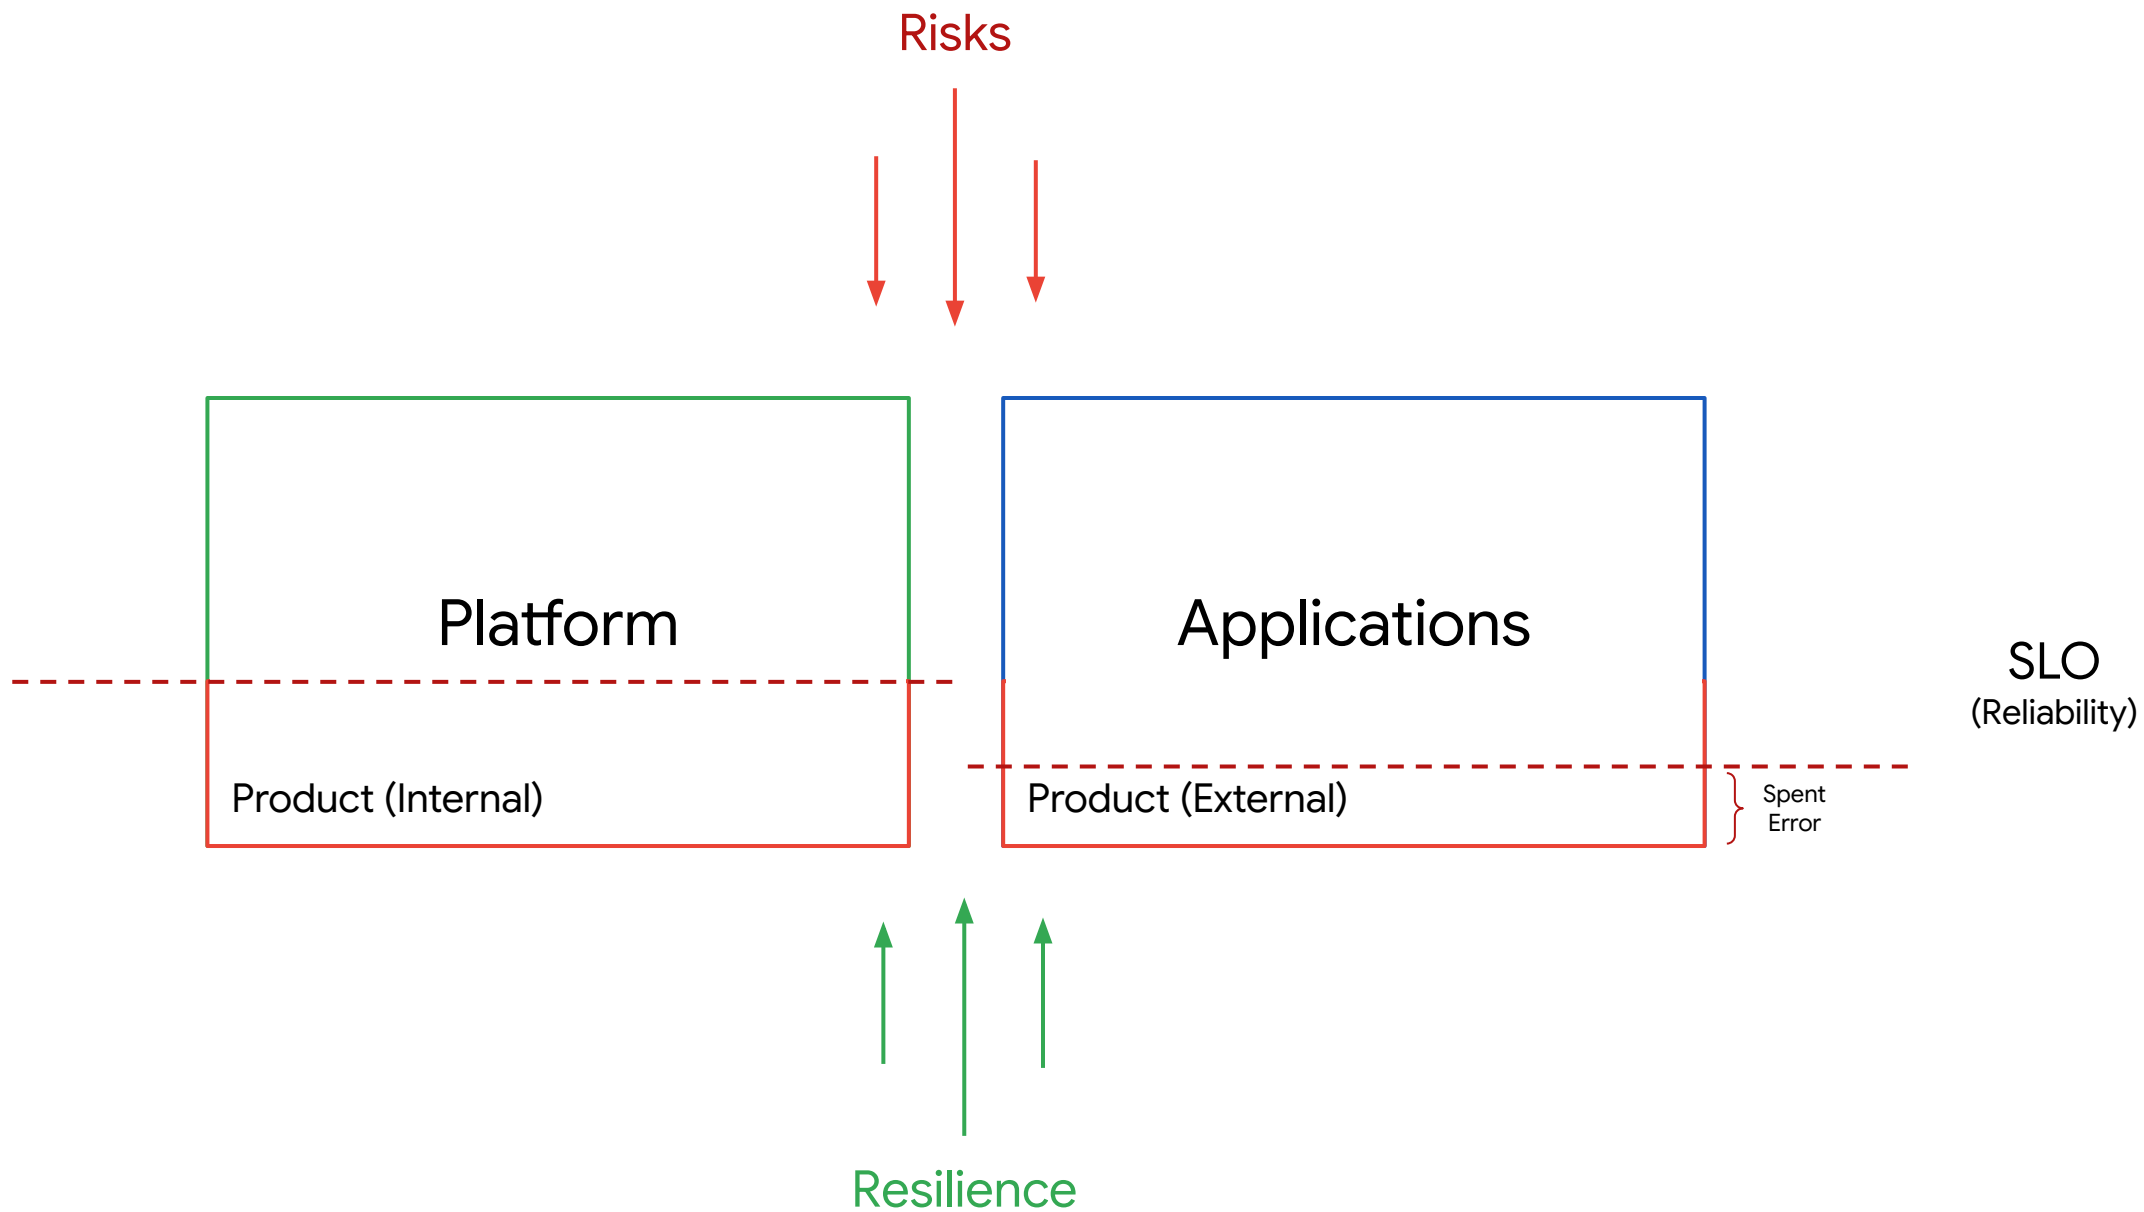 Risks
Platform
Applications
SLO
(Reliability)
Product (Internal)
Product (External)
Spent
Error
Resilience